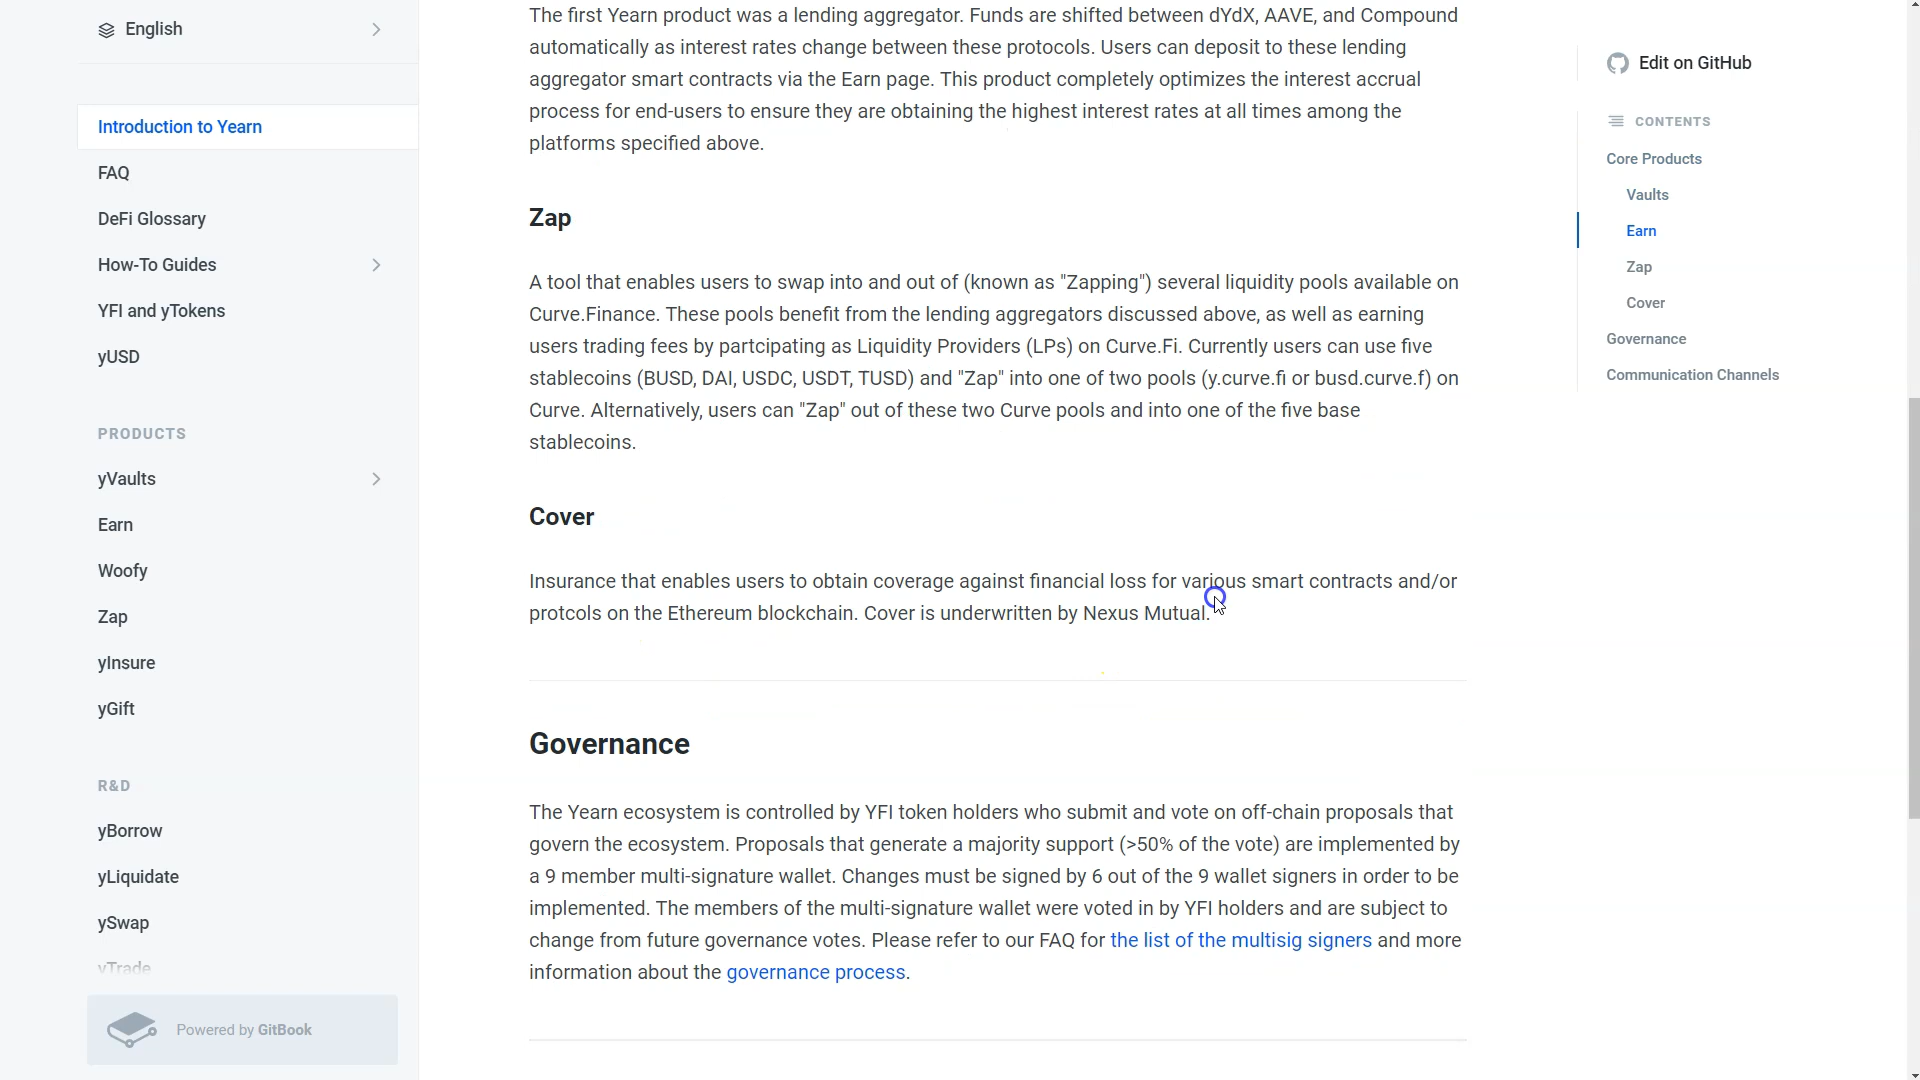 English
Introduction to Yearn
FAQ
DeFi Glossary
How-To Guides
YFI and yTokens
yUSD
PRODUCTS
yVaults
Earn
Woofy
Zap
yInsure
yGift
R&D
yBorrow
yLiquidate
ySwap
yTrade
Powered by GitBook
The first Yearn product was a lending aggregator. Funds are shifted between dYdX, AAVE, and Compound
automatically as interest rates change between these protocols. Users can deposit to these lending
aggregator smart contracts via the Earn page. This product completely optimizes the interest accrual
process for end-users to ensure they are obtaining the highest interest rates at all times among the
platforms specified above.
Zap
A tool that enables users to swap into and out of (known as "Zapping") several liquidity pools available on
Curve.Finance. These pools benefit from the lending aggregators discussed above, as well as earning
users trading fees by partcipating as Liquidity Providers (LPs) on Curve.Fi. Currently users can use five
stablecoins (BUSD, DAI, USDC, USDT, TUSD) and "Zap" into one of two pools (y.curve.fi or busd.curve.f) on
Curve. Alternatively, users can "Zap" out of these two Curve pools and into one of the five base
stablecoins.
Cover
Insurance that enables users to obtain coverage against financial loss for various smart contracts and/or
protcols on the Ethereum blockchain. Cover is underwritten by Nexus Mutual.
Governance
The Yearn ecosystem is controlled by YFI token holders who submit and vote on off-chain proposals that
govern the ecosystem. Proposals that generate a majority support (>50% of the vote) are implemented by
a 9 member multi-signature wallet. Changes must be signed by 6 out of the 9 wallet signers in order to be
implemented. The members of the multi-signature wallet were voted in by YFI holders and are subject to
change from future governance votes. Please refer to our FAQ for the list of the multisig signers and more
information about the governance process.
Edit on GitHub
CONTENTS
Core Products
Vaults
Earn
Zap
Cover
Governance
Communication Channels